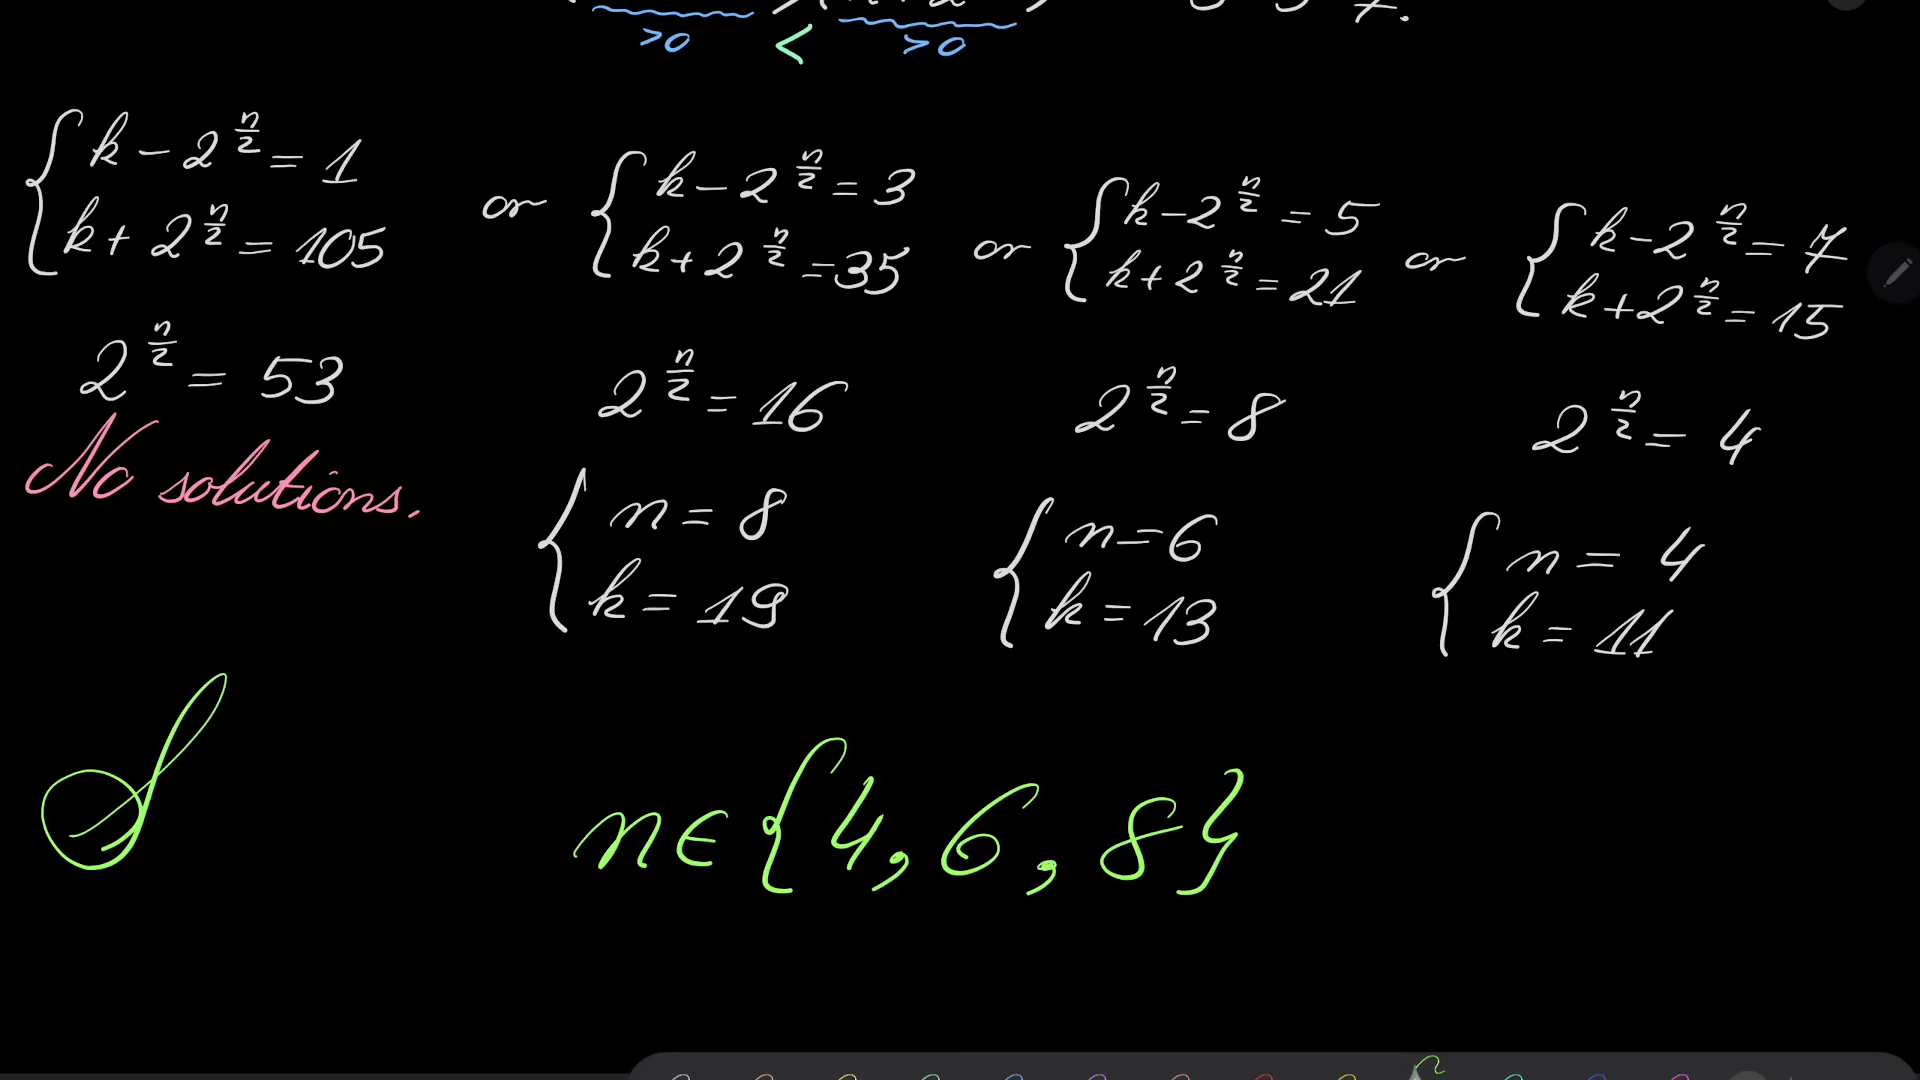 >0 < >0
{ k - 2^(n/2) = 1
k + 2^(n/2) = 105
or
{ k - 2^(n/2) = 3
k + 2^(n/2) = 35
or
{ k - 2^(n/2) = 5
k + 2^(n/2) = 21
or
{ k - 2^(n/2) = 7
k + 2^(n/2) = 15
2^(n/2) = 53
No solutions.
2^(n/2) = 16
{ n = 8
k = 19
2^(n/2) = 8
{ n = 6
k = 13
2^(n/2) = 4
{ n = 4
k = 11
n ∈ {4, 6, 8}